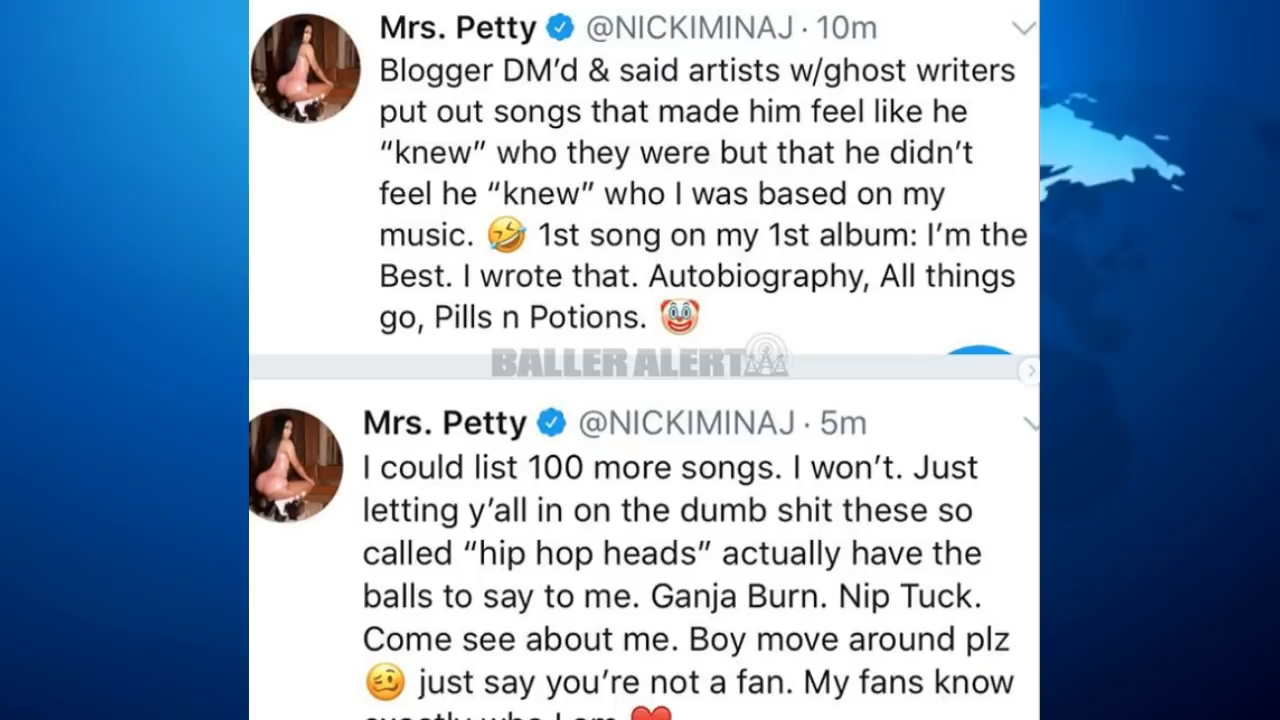 Mrs. Petty @NICKIMINAJ · 10m
Blogger DM’d & said artists w/ghost writers
put out songs that made him feel like he
“knew” who they were but that he didn’t
feel he “knew” who I was based on my
music. 🤣 1st song on my 1st album: I’m the
Best. I wrote that. Autobiography, All things
go, Pills n Potions. 🤡
BALLER ALERT
Mrs. Petty @NICKIMINAJ · 5m
I could list 100 more songs. I won’t. Just
letting y’all in on the dumb shit these so
called “hip hop heads” actually have the
balls to say to me. Ganja Burn. Nip Tuck.
Come see about me. Boy move around plz
🥴 just say you’re not a fan. My fans know
exactly who I am ❤️